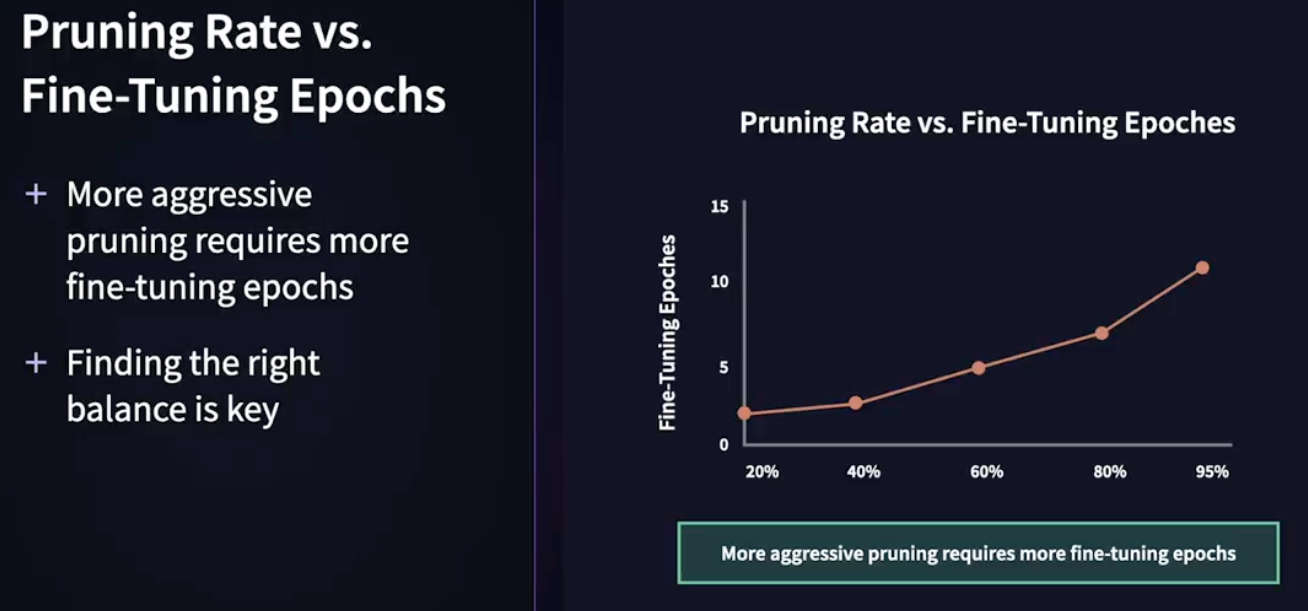 Pruning Rate vs.
Fine-Tuning Epochs
+ More aggressive
pruning requires more
fine-tuning epochs
+ Finding the right
balance is key
Pruning Rate vs. Fine-Tuning Epoches
Fine-Tuning Epoches
15
10
5
0
20% 40% 60% 80% 95%
More aggressive pruning requires more fine-tuning epochs